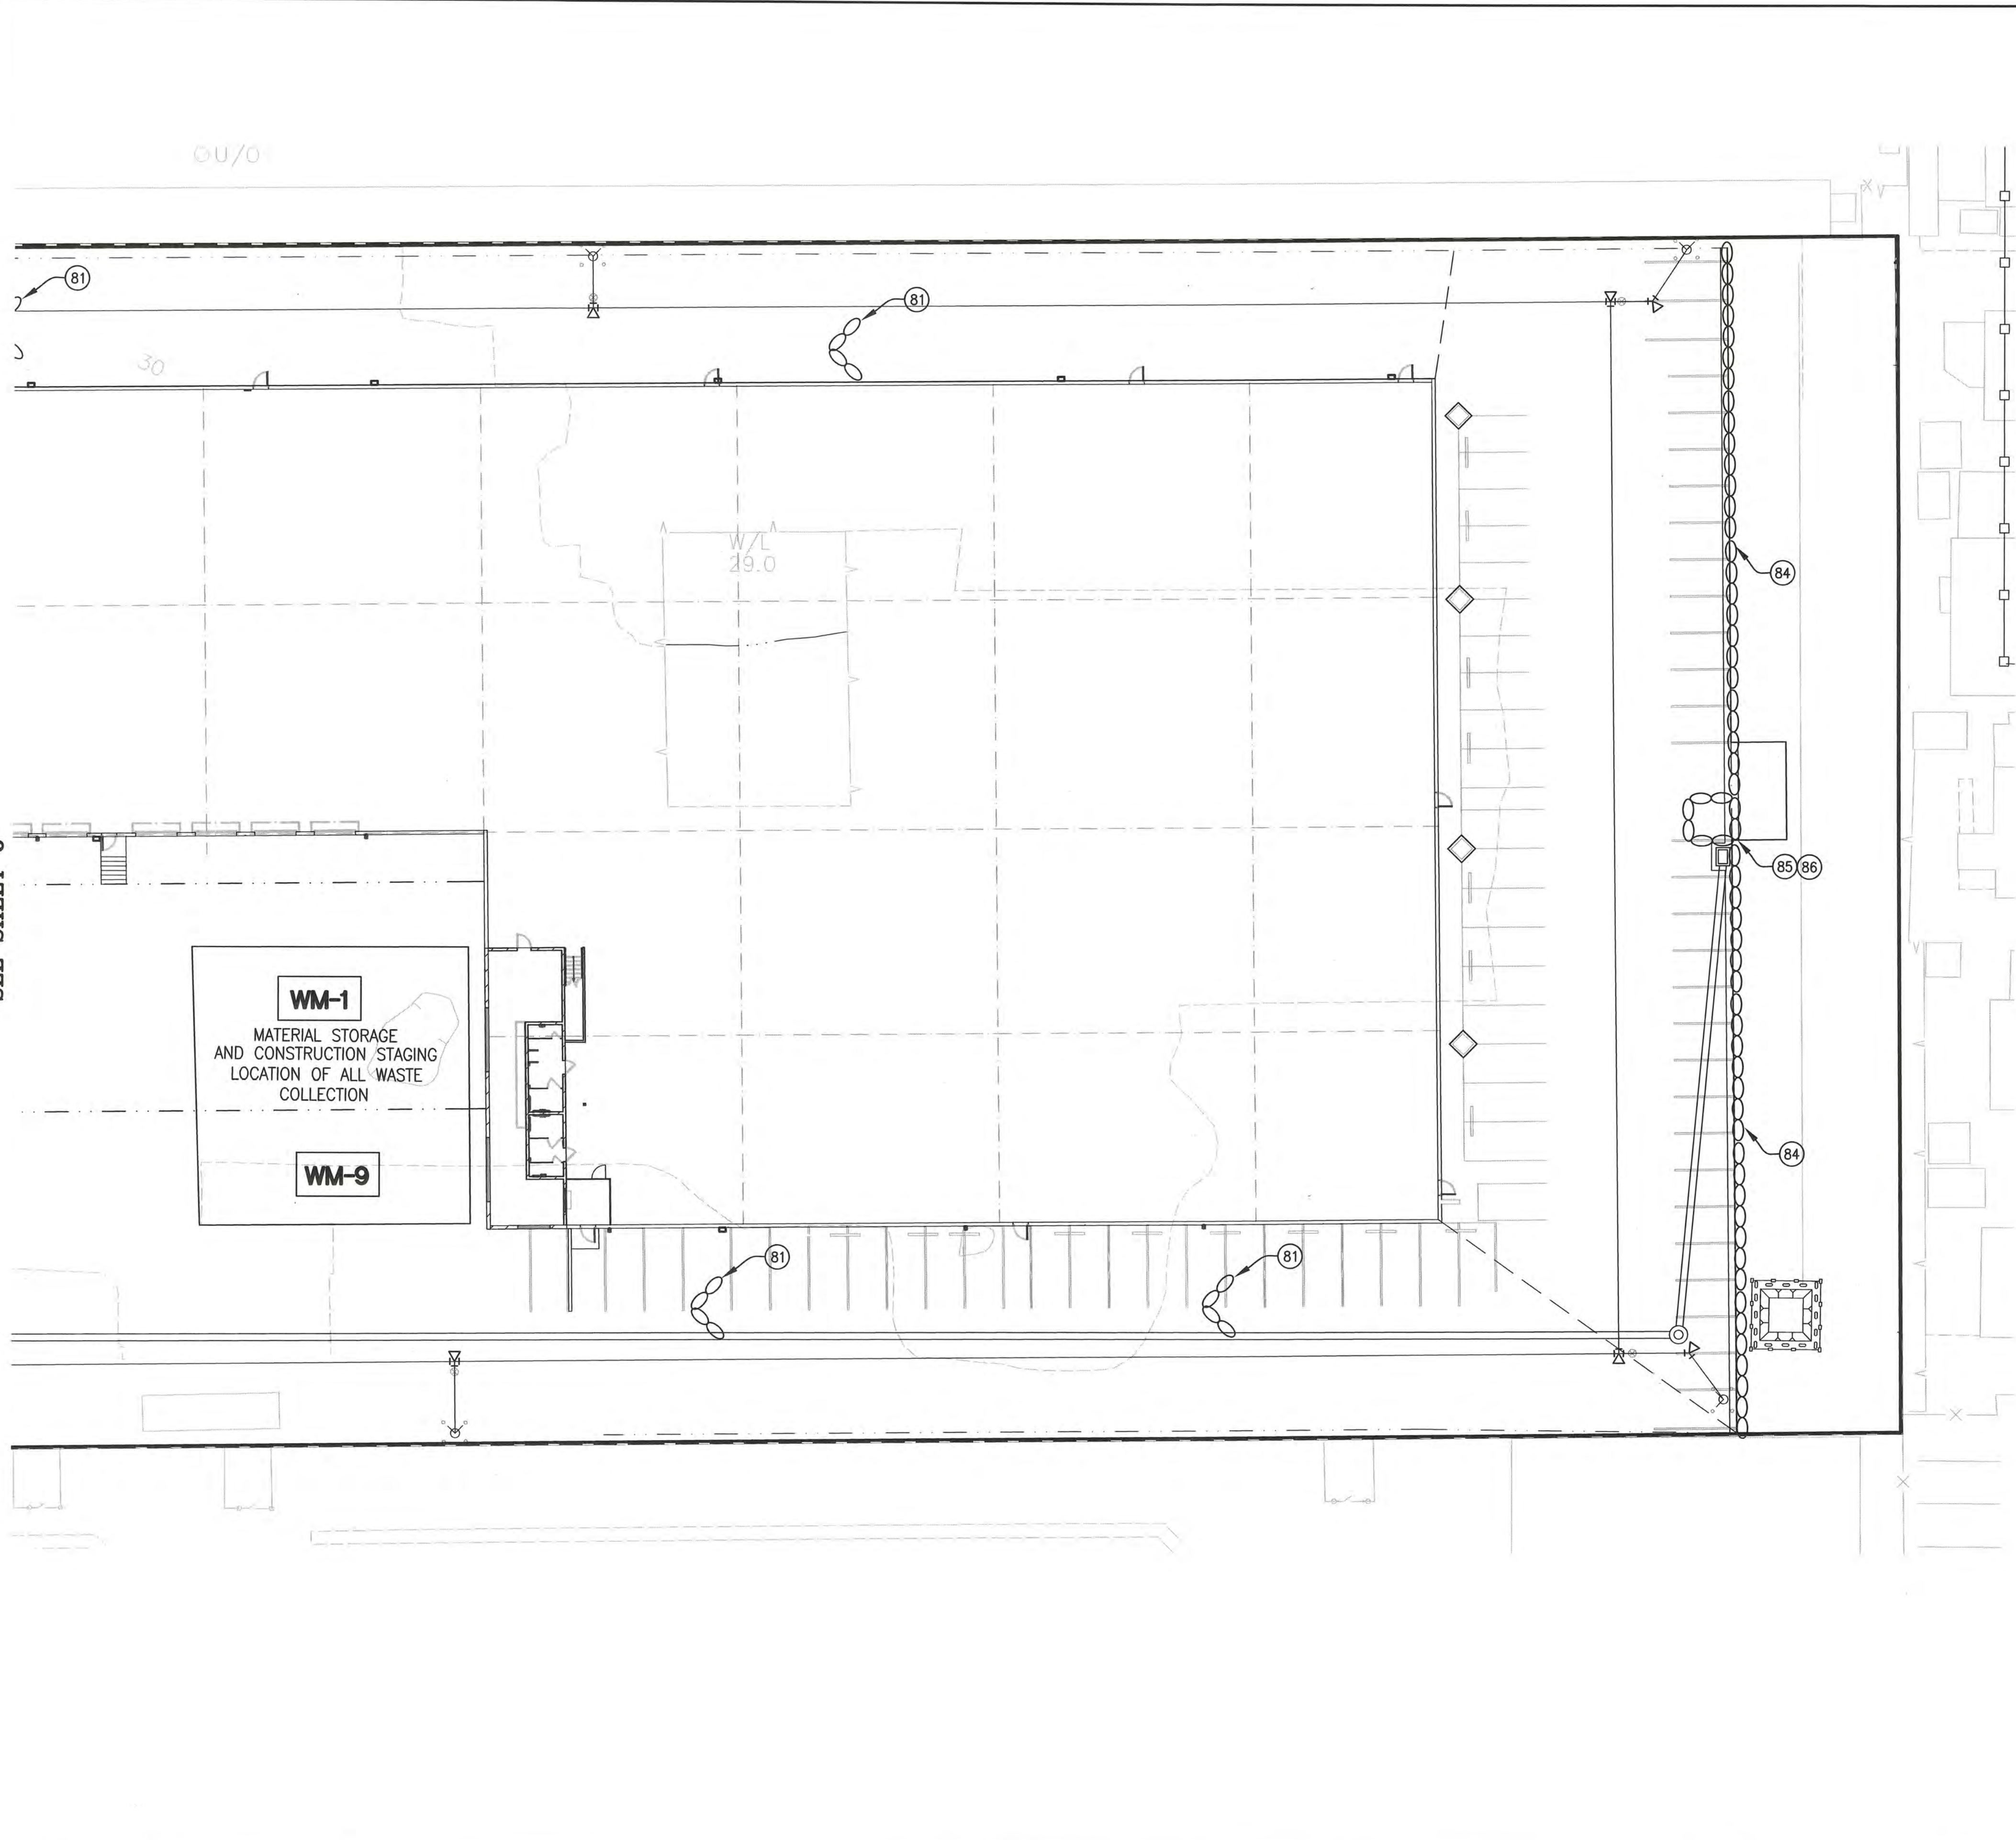 OU/O
81
81
30
W/L
29.0
84
85 86
WM-1
MATERIAL STORAGE
AND CONSTRUCTION STAGING
LOCATION OF ALL WASTE
COLLECTION
84
WM-9
81
81